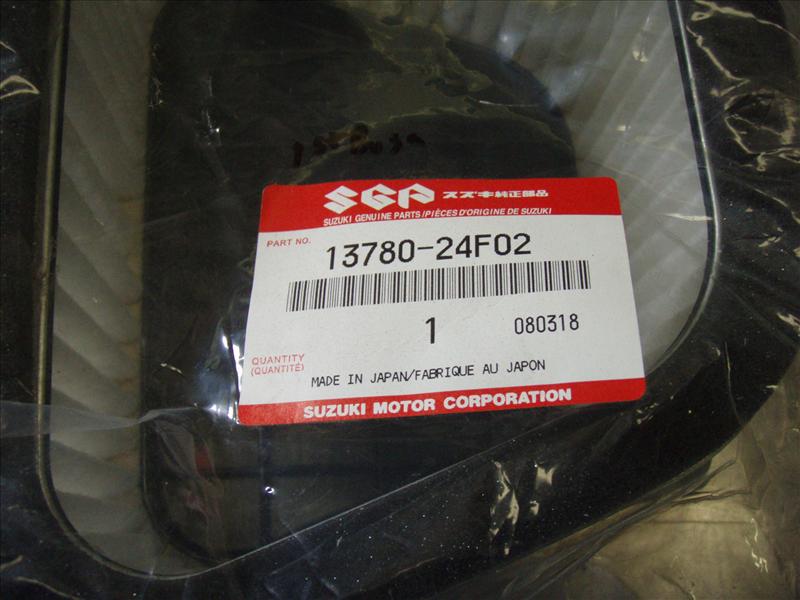 SGP スズキ純正部品
SUZUKI GENUINE PARTS/PIÈCES D'ORIGINE DE SUZUKI
PART NO. 13780-24F02
1 080318
QUANTITY
(QUANTITÉ)
MADE IN JAPAN/FABRIQUE AU JAPON
SUZUKI MOTOR CORPORATION